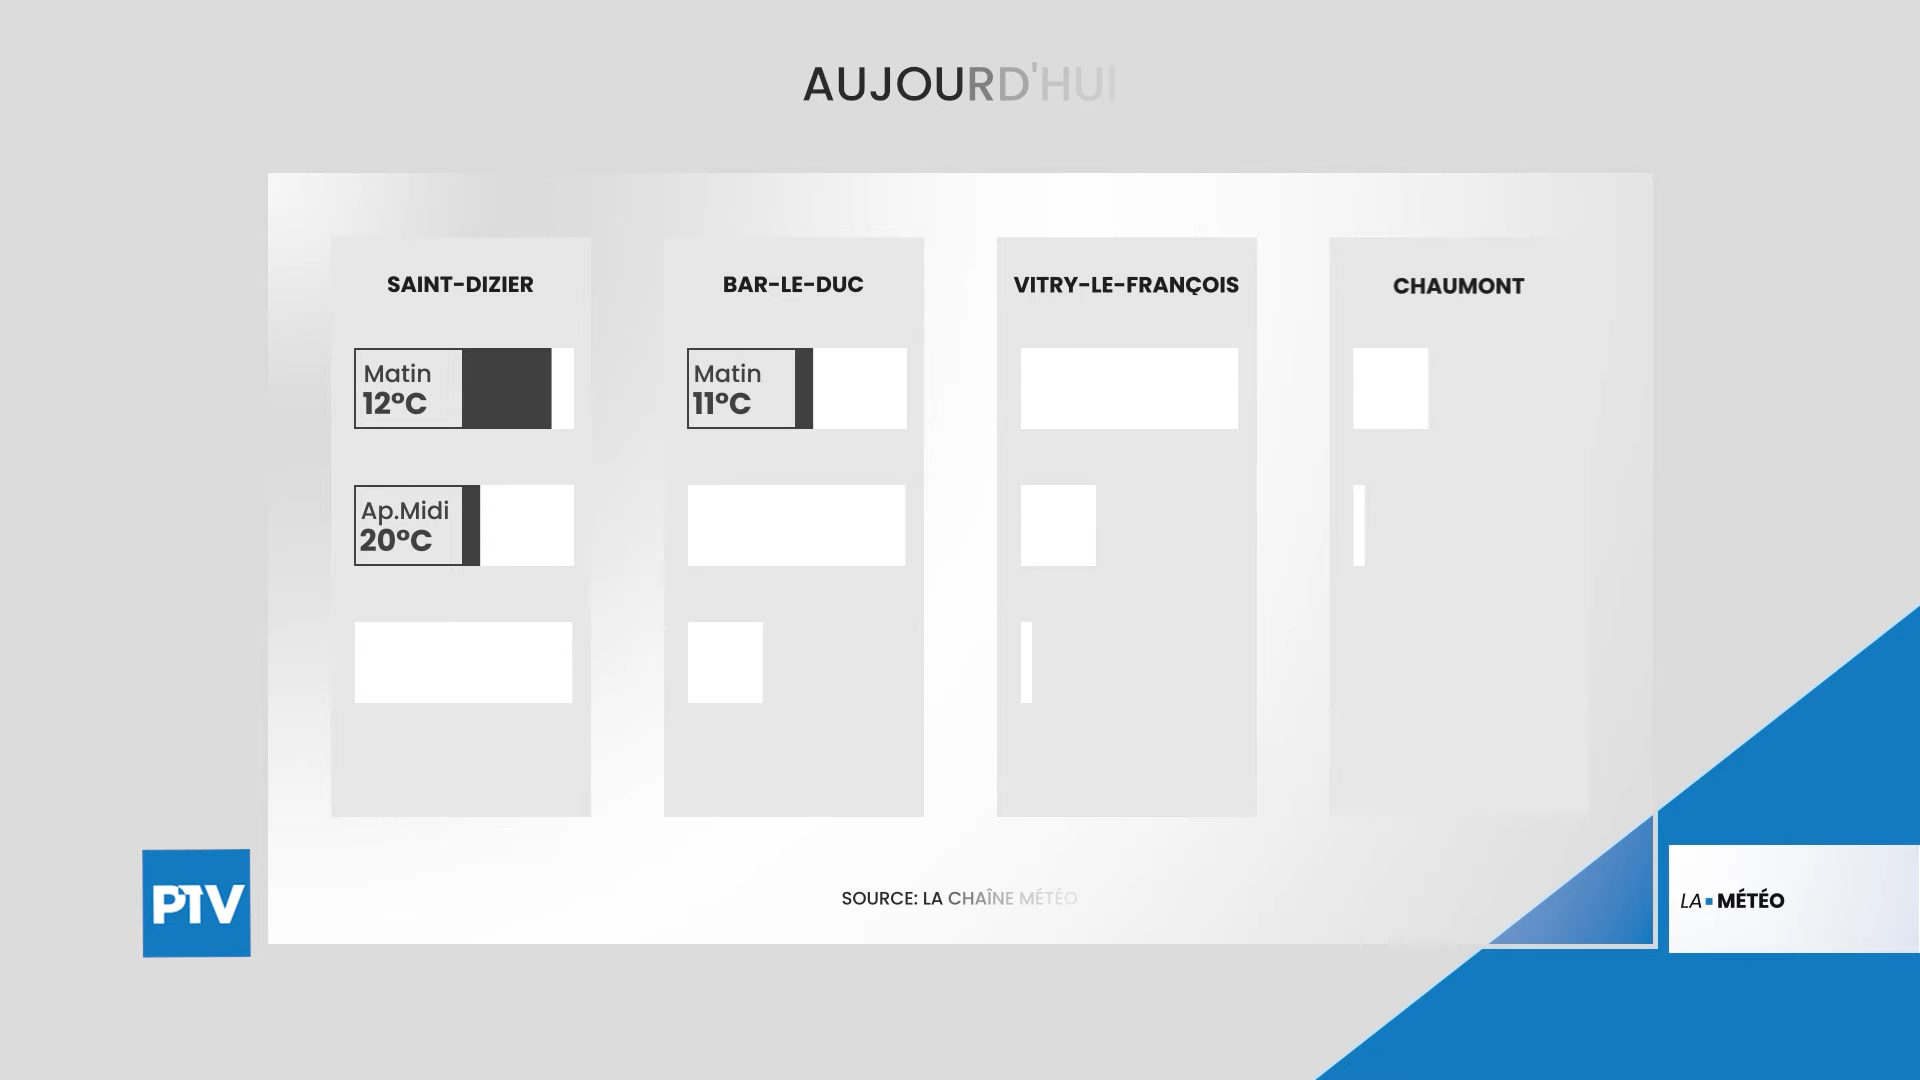 AUJOURD'HUI
SAINT-DIZIER
Matin
12°C
Ap.Midi
20°C
BAR-LE-DUC
Matin
11°C
VITRY-LE-FRANÇOIS
CHAUMONT
SOURCE: LA CHAÎNE MÉTÉO
PTV
LA MÉTÉO